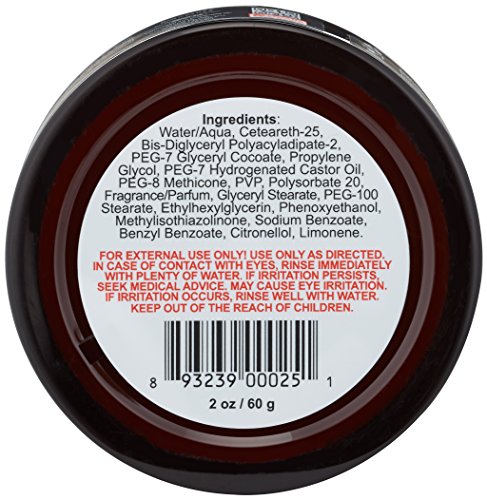 Ingredients:
Water/Aqua, Ceteareth-25,
Bis-Diglyceryl Polyacyladipate-2,
PEG-7 Glyceryl Cocoate, Propylene
Glycol, PEG-7 Hydrogenated Castor Oil,
PEG-8 Methicone, PVP, Polysorbate 20,
Fragrance/Parfum, Glyceryl Stearate, PEG-100
Stearate, Ethylhexylglycerin, Phenoxyethanol,
Methylisothiazolinone, Sodium Benzoate,
Benzyl Benzoate, Citronellol, Limonene.
FOR EXTERNAL USE ONLY! USE ONLY AS DIRECTED.
IN CASE OF CONTACT WITH EYES, RINSE IMMEDIATELY
WITH PLENTY OF WATER. IF IRRITATION PERSISTS,
SEEK MEDICAL ADVICE. MAY CAUSE EYE IRRITATION.
IF IRRITATION OCCURS, RINSE WELL WITH WATER.
KEEP OUT OF THE REACH OF CHILDREN.
8 93239 00025 1
2 oz / 60 g